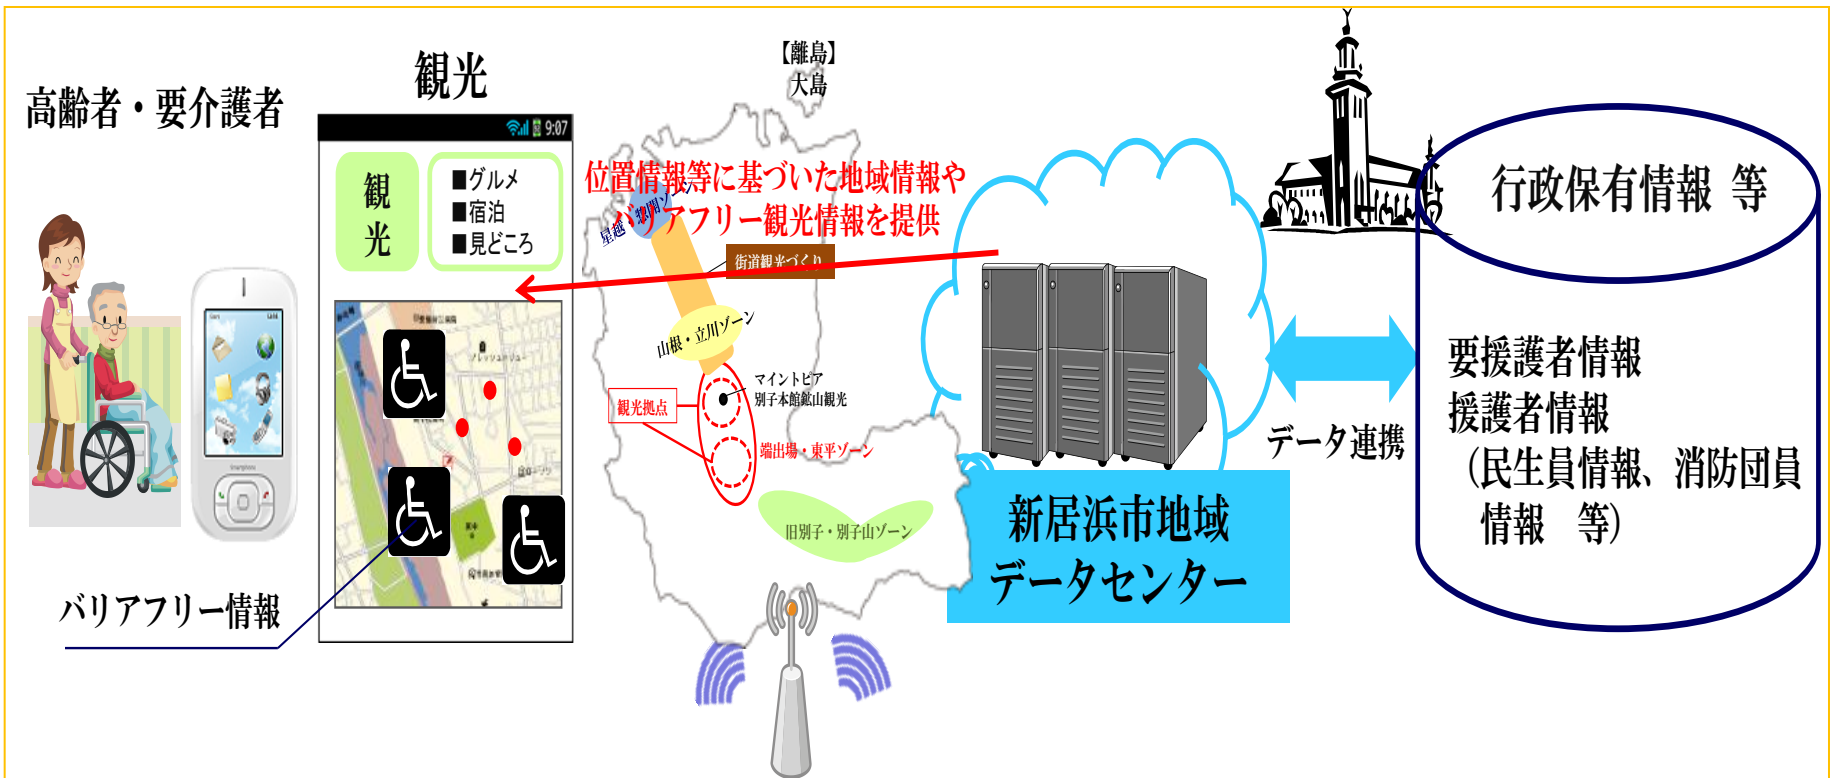 高齢者・要介護者
観光
9:07
観光
■グルメ
■宿泊
■見どころ
バリアフリー情報
【離島】
大島
位置情報等に基づいた地域情報や
バリアフリー観光情報を提供
街道観光づくり
山根・立川ゾーン
マイントピア
別子本館鉱山観光
観光拠点
端出場・東平ゾーン
旧別子・別子山ゾーン
新居浜市地域
データセンター
データ連携
行政保有情報 等
要援護者情報
援護者情報
（民生員情報、消防団員
情報 等）